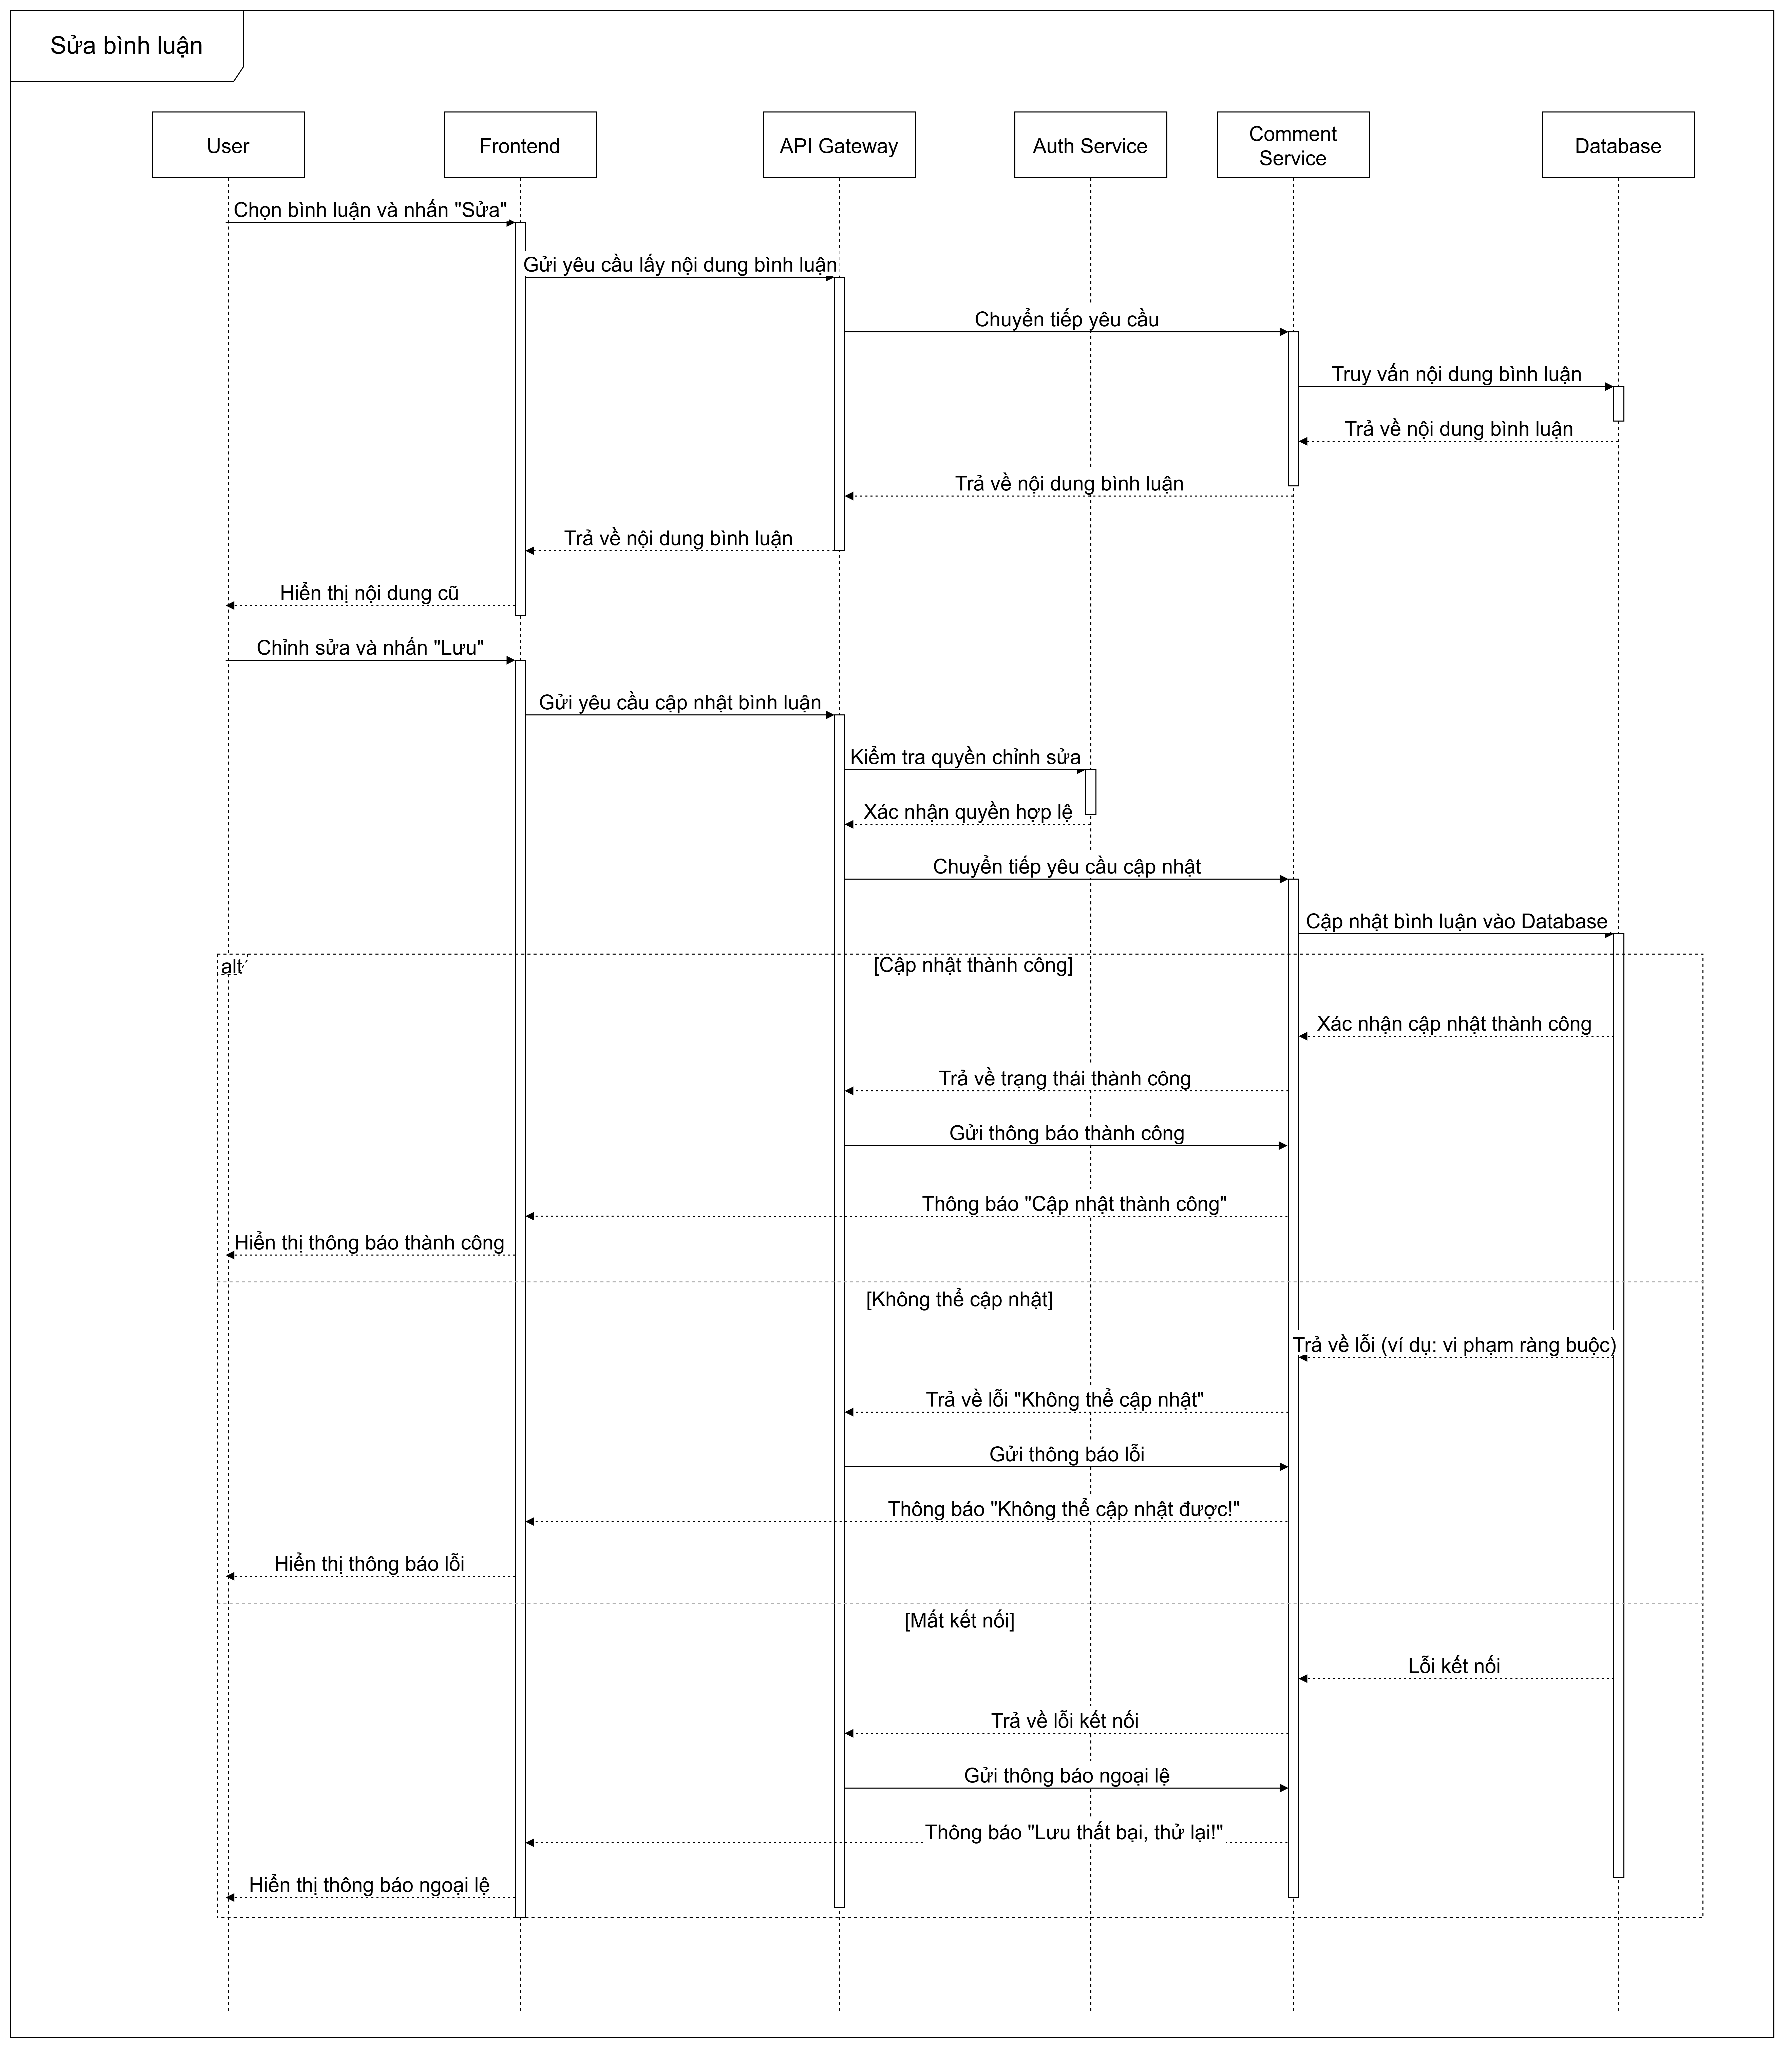 Sửa bình luận
User
Frontend
API Gateway
Auth Service
Comment
Service
Database
Chọn bình luận và nhấn "Sửa"
Gửi yêu cầu lấy nội dung bình luận
Chuyển tiếp yêu cầu
Truy vấn nội dung bình luận
Trả về nội dung bình luận
Trả về nội dung bình luận
Trả về nội dung bình luận
Hiển thị nội dung cũ
Chỉnh sửa và nhấn "Lưu"
Gửi yêu cầu cập nhật bình luận
Kiểm tra quyền chỉnh sửa
Xác nhận quyền hợp lệ
Chuyển tiếp yêu cầu cập nhật
Cập nhật bình luận vào Database
alt
[Cập nhật thành công]
Xác nhận cập nhật thành công
Trả về trạng thái thành công
Gửi thông báo thành công
Thông báo "Cập nhật thành công"
Hiển thị thông báo thành công
[Không thể cập nhật]
Trả về lỗi (ví dụ: vi phạm ràng buộc)
Trả về lỗi "Không thể cập nhật"
Gửi thông báo lỗi
Thông báo "Không thể cập nhật được!"
Hiển thị thông báo lỗi
[Mất kết nối]
Lỗi kết nối
Trả về lỗi kết nối
Gửi thông báo ngoại lệ
Thông báo "Lưu thất bại, thử lại!"
Hiển thị thông báo ngoại lệ